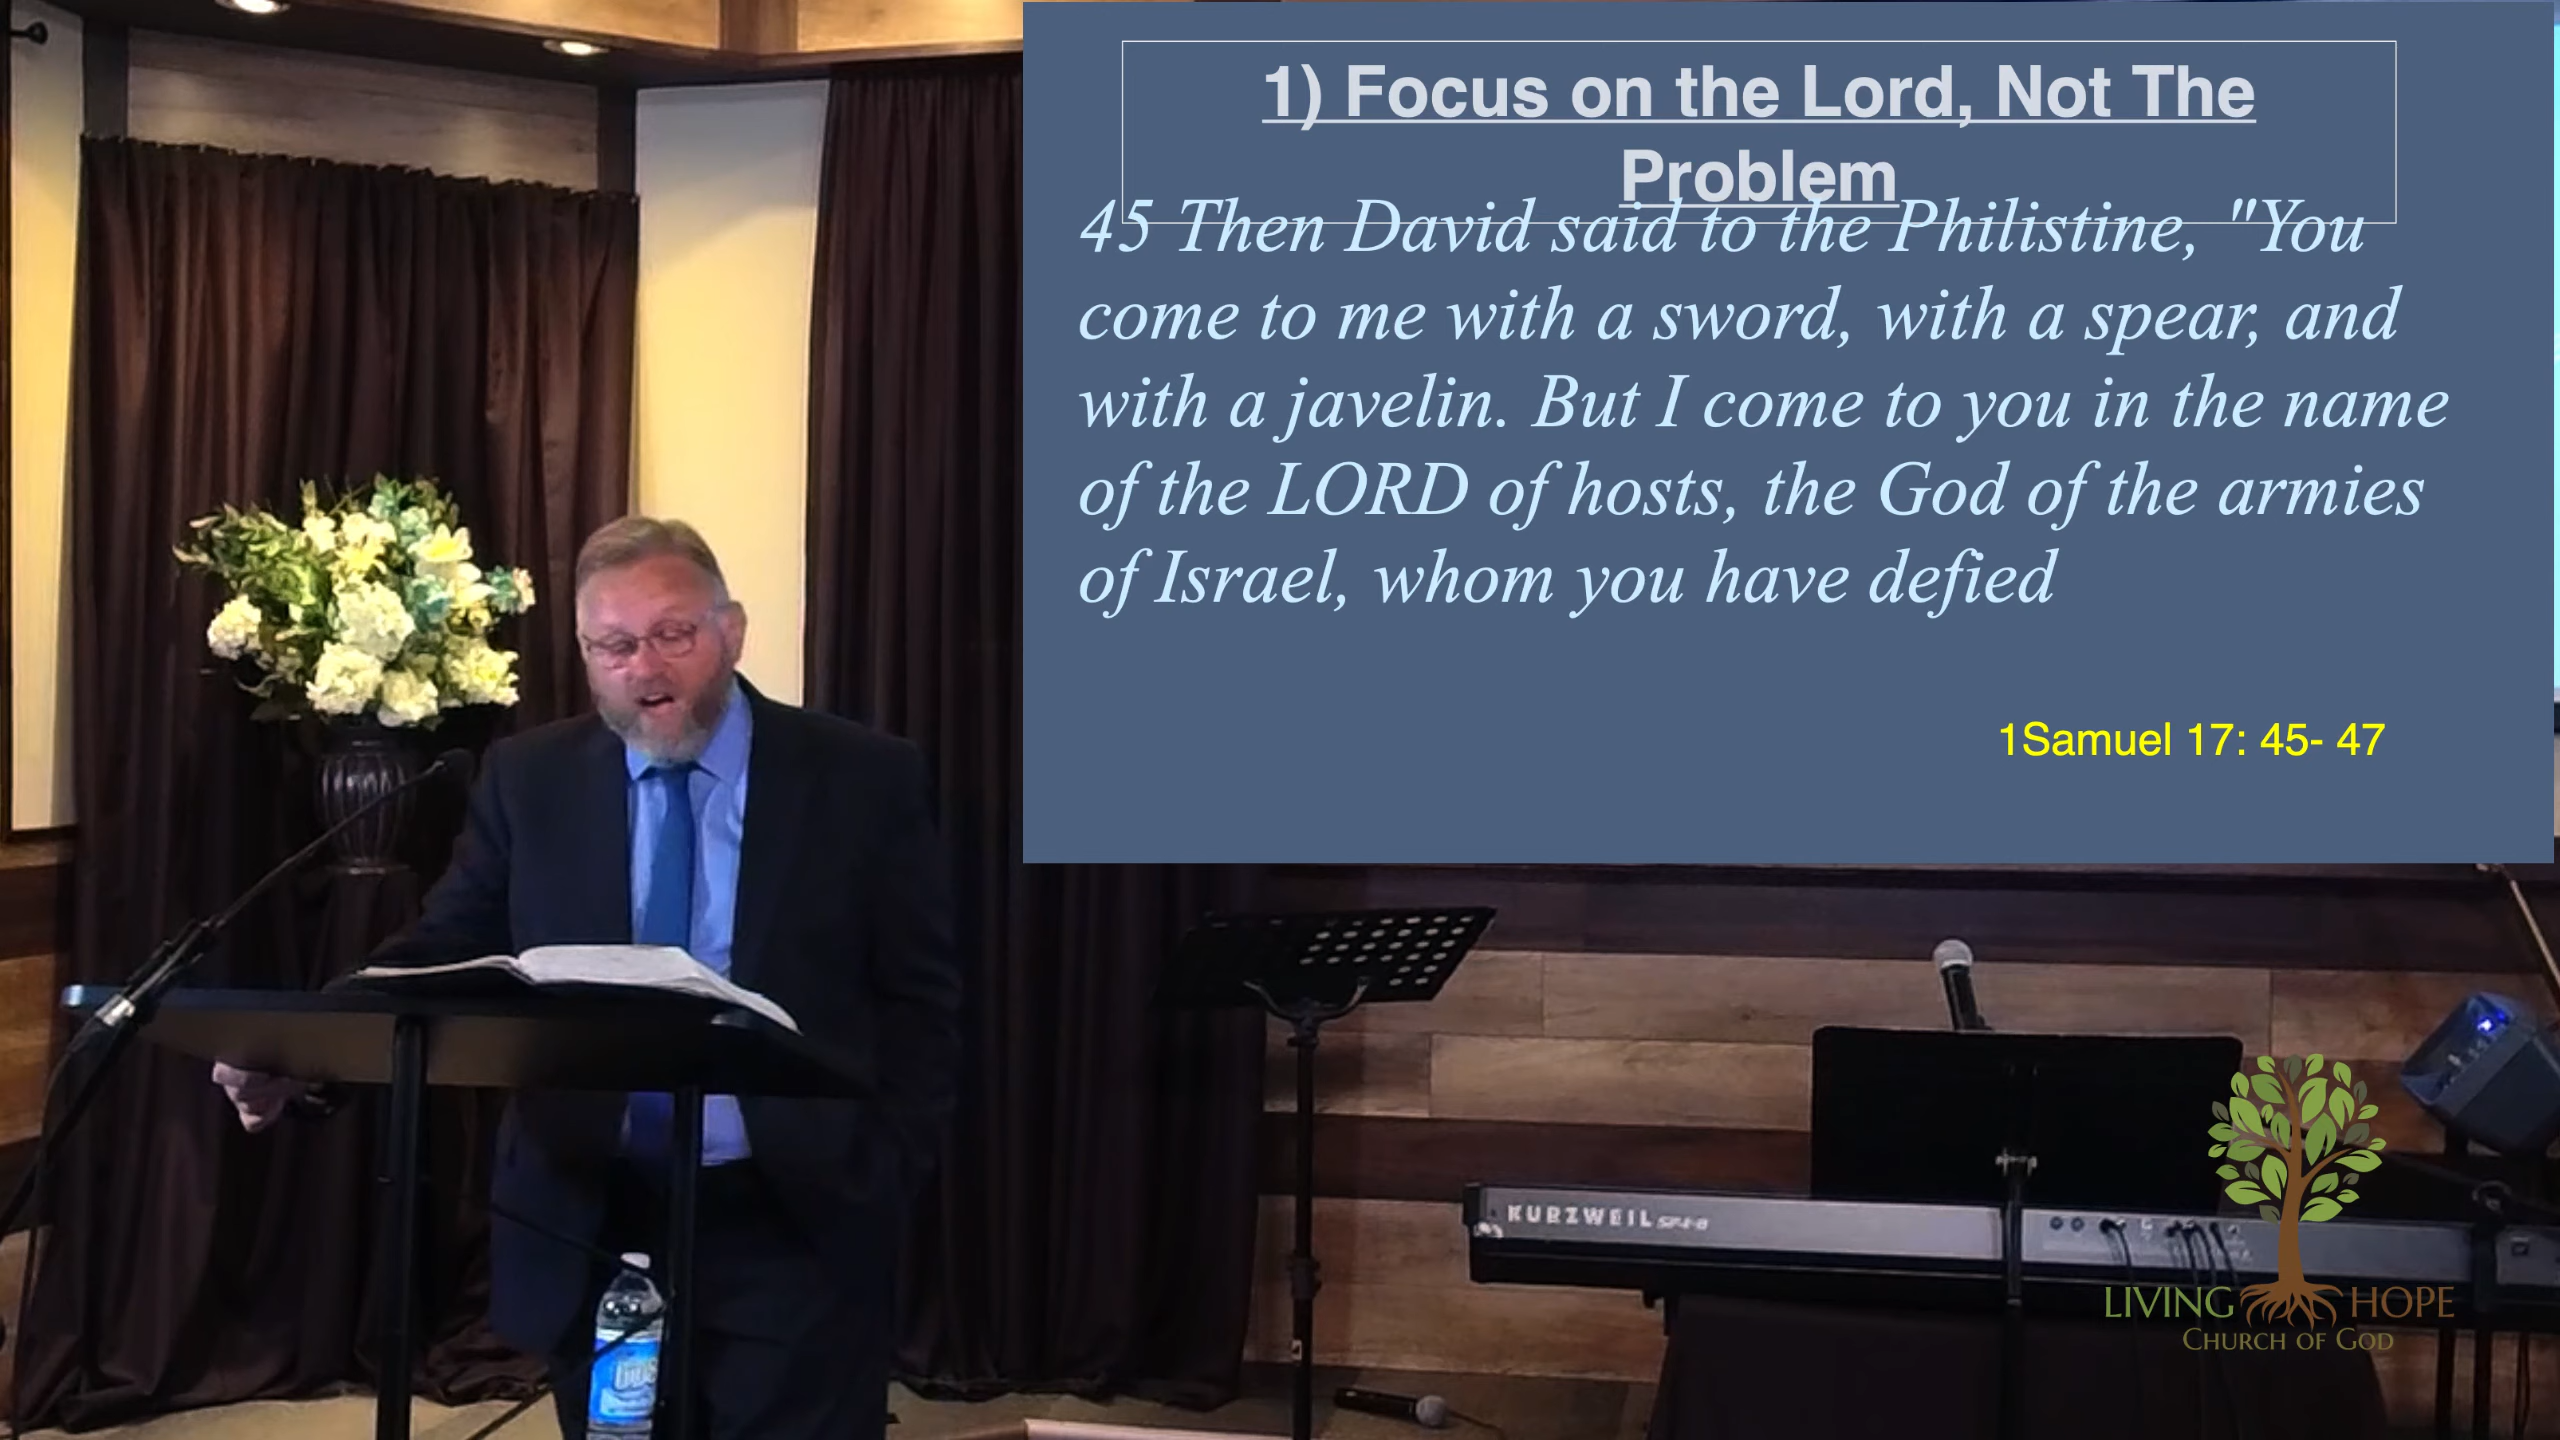 1) Focus on the Lord, Not The
Problem
45 Then David said to the Philistine, "You
come to me with a sword, with a spear, and
with a javelin. But I come to you in the name
of the LORD of hosts, the God of the armies
of Israel, whom you have defied
1Samuel 17: 45- 47
KURZWEIL
LIVING HOPE
CHURCH OF GOD